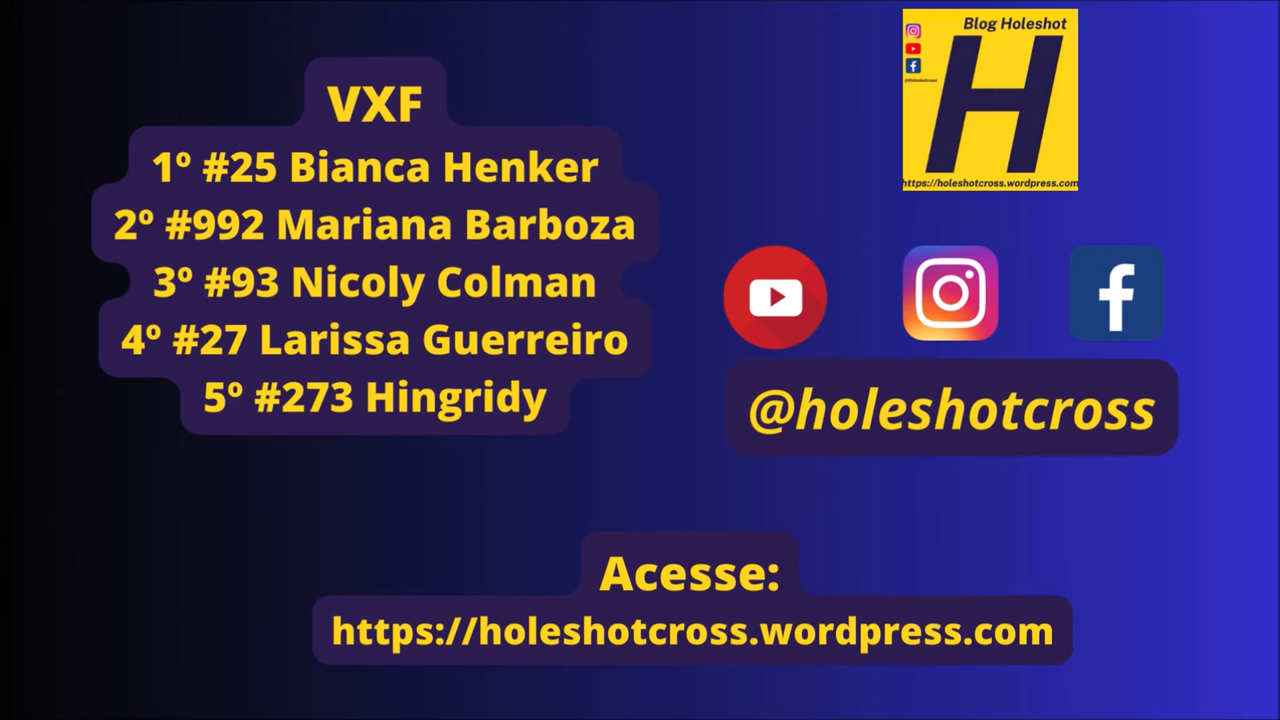 VXF
1º #25 Bianca Henker
2º #992 Mariana Barboza
3º #93 Nicoly Colman
4º #27 Larissa Guerreiro
5º #273 Hingridy
Blog Holeshot
@holeshotcross
H
https://holeshotcross.wordpress.com
@holeshotcross
Acesse:
https://holeshotcross.wordpress.com